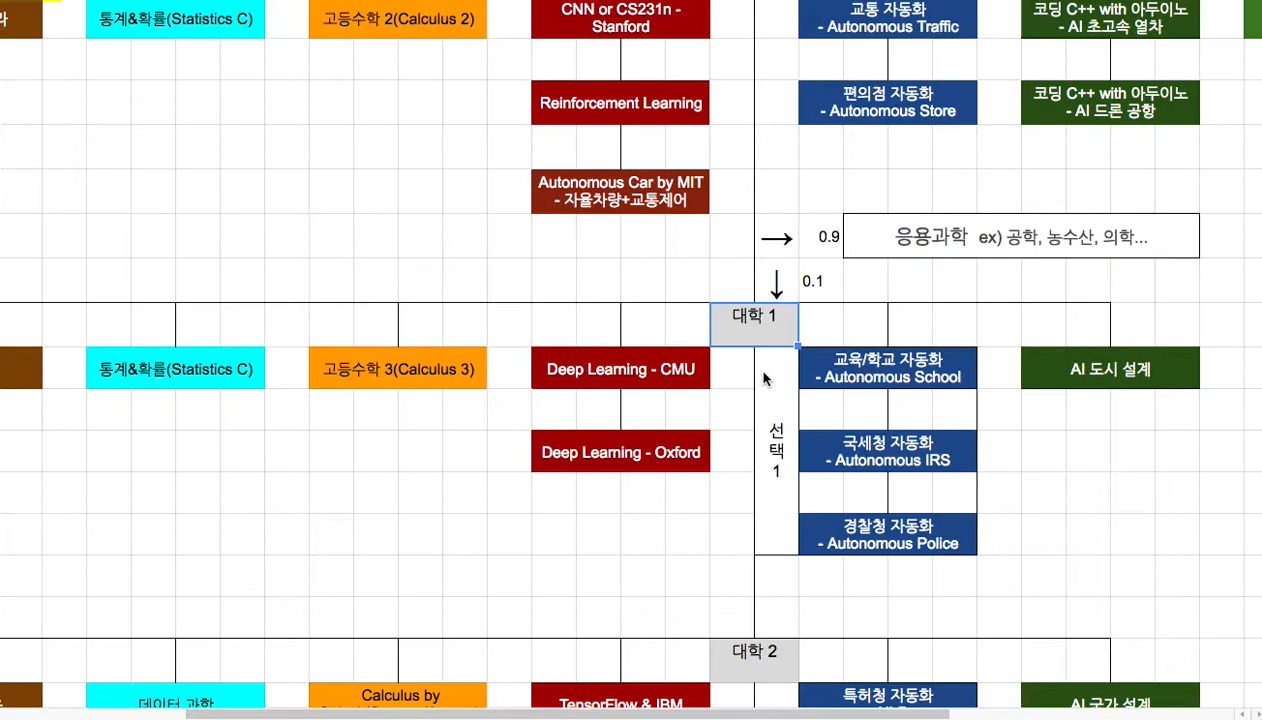 라
통계&확률(Statistics C)
고등수학 2(Calculus 2)
CNN or CS231n -
Stanford
교통 자동화
- Autonomous Traffic
코딩 C++ with 아두이노
- AI 초고속 열차
Reinforcement Learning
편의점 자동화
- Autonomous Store
코딩 C++ with 아두이노
- AI 드론 공항
Autonomous Car by MIT
- 자율차량+교통제어
→ 0.9
응용과학 ex) 공학, 농수산, 의학...
↓ 0.1
대학 1
통계&확률(Statistics C)
고등수학 3(Calculus 3)
Deep Learning - CMU
교육/학교 자동화
- Autonomous School
AI 도시 설계
선
택
1
Deep Learning - Oxford
국세청 자동화
- Autonomous IRS
경찰청 자동화
- Autonomous Police
대학 2
데이터 과학
Calculus by
TensorFlow & IBM
특허청 자동화
AI 국가 설계